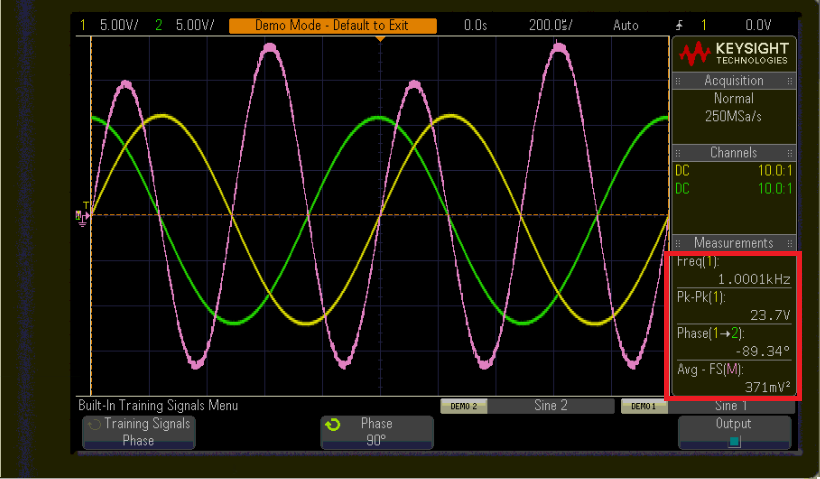 1 5.00V/ 2 5.00V/ Demo Mode - Default to Exit 0.0s 200.0µs/ Auto 1 0.0V
KEYSIGHT
TECHNOLOGIES
Acquisition
Normal
250MSa/s
Channels
DC 10.0:1
DC 10.0:1
Measurements
Freq(1):
1.0001kHz
Pk-Pk(1):
23.7V
Phase(1→2):
-89.34°
Avg - FS(M):
371mV²
T
Built-In Training Signals Menu DEMO 2 Sine 2 DEMO 1 Sine 1
Training Signals
Phase
Phase
90°
Output